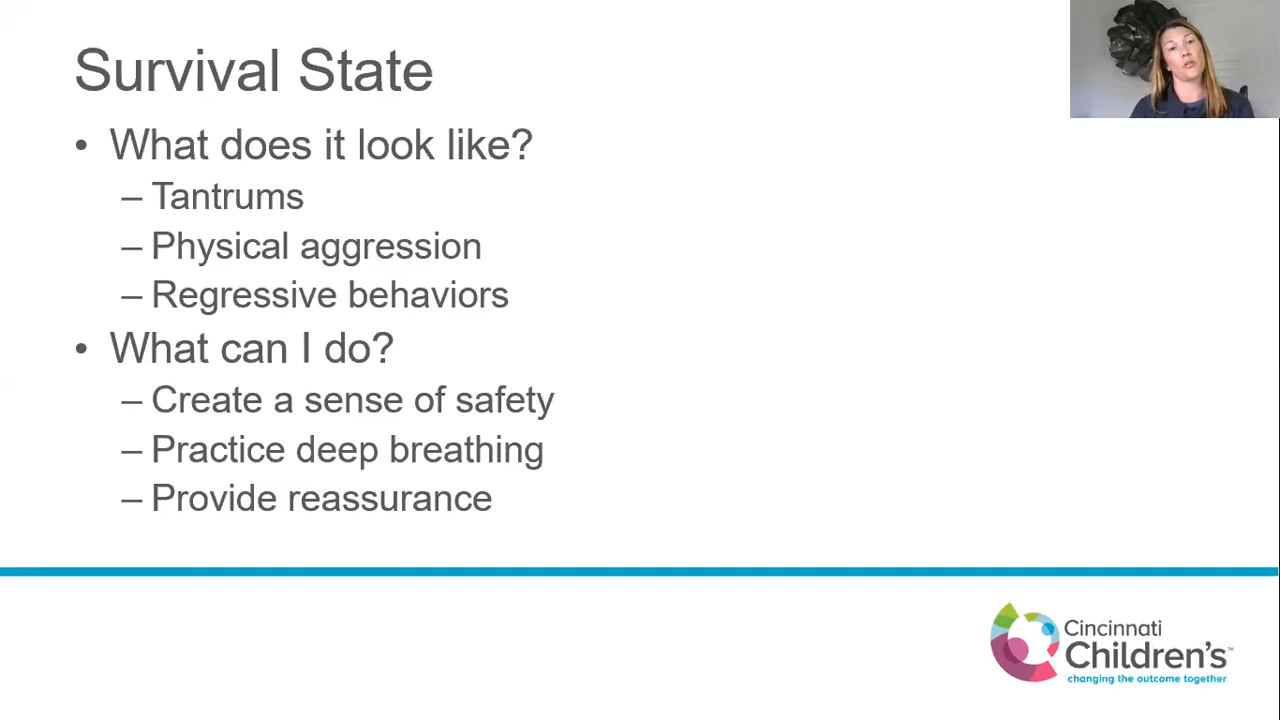 Survival State
• What does it look like?
– Tantrums
– Physical aggression
– Regressive behaviors
• What can I do?
– Create a sense of safety
– Practice deep breathing
– Provide reassurance
Cincinnati
Children's™
changing the outcome together